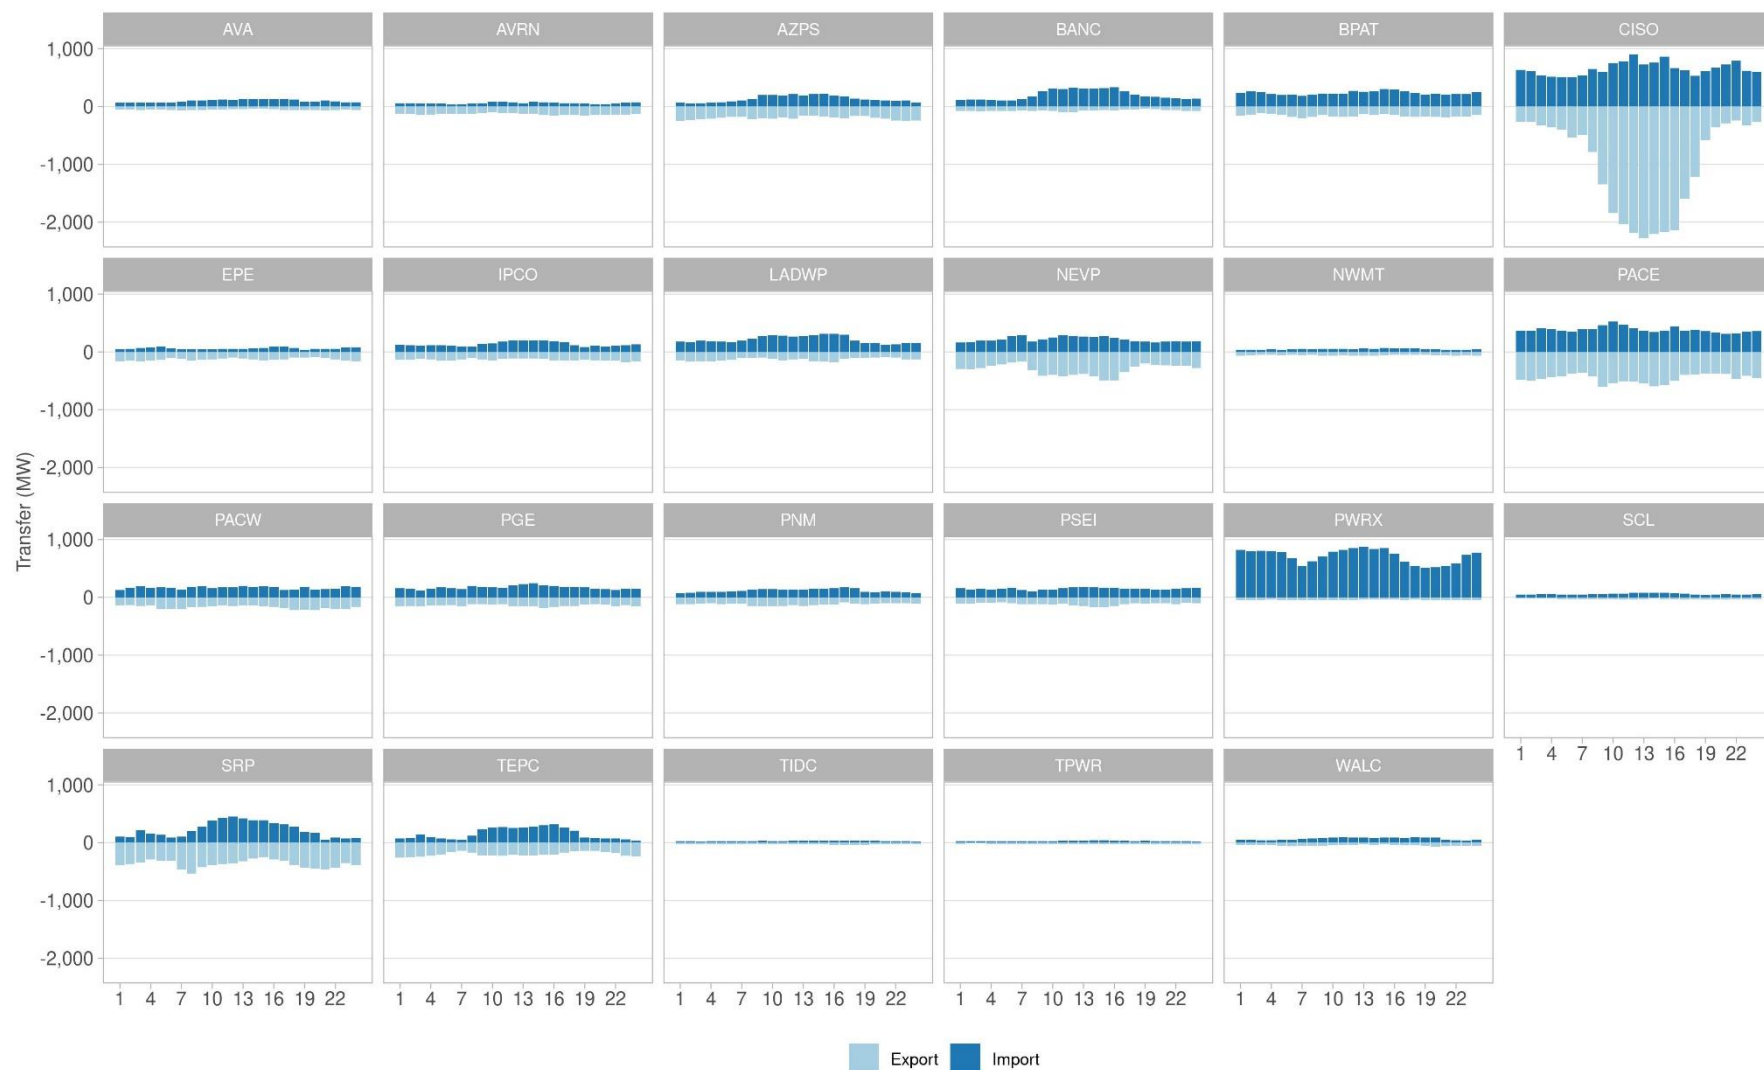 AVA AVRN AZPS BANC BPAT CISO
1,000
0
-1,000
-2,000
EPE IPCO LADWP NEVP NWMT PACE
1,000
0
-1,000
-2,000
Transfer (MW)
PACW PGE PNM PSEI PWRX SCL
1,000
0
-1,000
-2,000
1 4 7 10 13 16 19 22
SRP TEPC TIDC TPWR WALC
1,000
0
-1,000
-2,000
1 4 7 10 13 16 19 22 1 4 7 10 13 16 19 22 1 4 7 10 13 16 19 22 1 4 7 10 13 16 19 22 1 4 7 10 13 16 19 22
Export Import